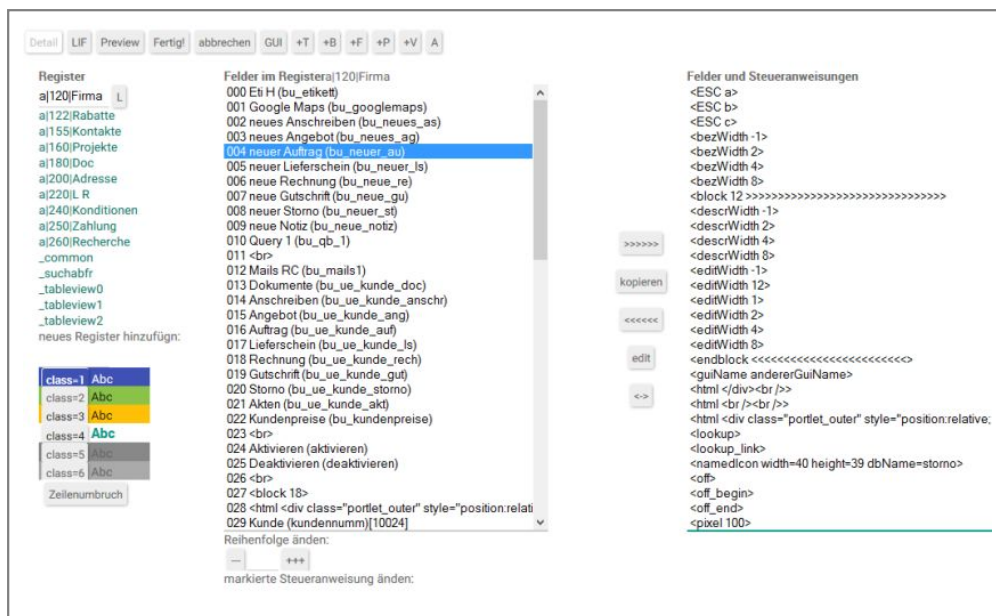 Detail LIF Preview Fertig! abbrechen GUI +T +B +F +P +V A
Register
a|120|Firma L
a|122|Rabatte
a|155|Kontakte
a|160|Projekte
a|180|Doc
a|200|Adresse
a|220|L R
a|240|Konditionen
a|250|Zahlung
a|260|Recherche
_common
_suchabfr
_tableview0
_tableview1
_tableview2
neues Register hinzufügn:
class=1 Abc
class=2 Abc
class=3 Abc
class=4 Abc
class=5 Abc
class=6 Abc
Zeilenumbruch
Felder im Registera|120|Firma
000 Eti H (bu_etikett)
001 Google Maps (bu_googlemaps)
002 neues Anschreiben (bu_neues_as)
003 neues Angebot (bu_neues_ag)
004 neuer Auftrag (bu_neuer_au)
005 neuer Lieferschein (bu_neuer_ls)
006 neue Rechnung (bu_neue_re)
007 neue Gutschrift (bu_neue_gu)
008 neuer Storno (bu_neuer_st)
009 neue Notiz (bu_neue_notiz)
010 Query 1 (bu_qb_1)
011 <br>
012 Mails RC (bu_mails1)
013 Dokumente (bu_ue_kunde_doc)
014 Anschreiben (bu_ue_kunde_anschr)
015 Angebot (bu_ue_kunde_ang)
016 Auftrag (bu_ue_kunde_auf)
017 Lieferschein (bu_ue_kunde_ls)
018 Rechnung (bu_ue_kunde_rech)
019 Gutschrift (bu_ue_kunde_gut)
020 Storno (bu_ue_kunde_storno)
021 Akten (bu_ue_kunde_akt)
022 Kundenpreise (bu_kundenpreise)
023 <br>
024 Aktivieren (aktivieren)
025 Deaktivieren (deaktivieren)
026 <br>
027 <block 18>
028 <html <div class="portlet_outer" style="position:relati
029 Kunde (kundennumm)[10024]
Reihenfolge ändern:
--- +++
markierte Steueranweisung ändern:
>>>>>>
kopieren
<<<<<<
edit
<->
Felder und Steueranweisungen
<ESC a>
<ESC b>
<ESC c>
<bezWidth -1>
<bezWidth 2>
<bezWidth 4>
<bezWidth 8>
<block 12 >>>>>>>>>>>>>>>>>>>>>>>>>>>>>>
<descrWidth -1>
<descrWidth 2>
<descrWidth 4>
<descrWidth 8>
<editWidth -1>
<editWidth 12>
<editWidth 1>
<editWidth 2>
<editWidth 4>
<editWidth 8>
<endblock <<<<<<<<<<<<<<<<<<<<<<<<<>
<guiName andererGuiName>
<html </div><br />>
<html <br /><br />>
<html <div class="portlet_outer" style="position:relative;
<lookup>
<lookup_link>
<namedIcon width=40 height=39 dbName=storno>
<off>
<off_begin>
<off_end>
<pixel 100>